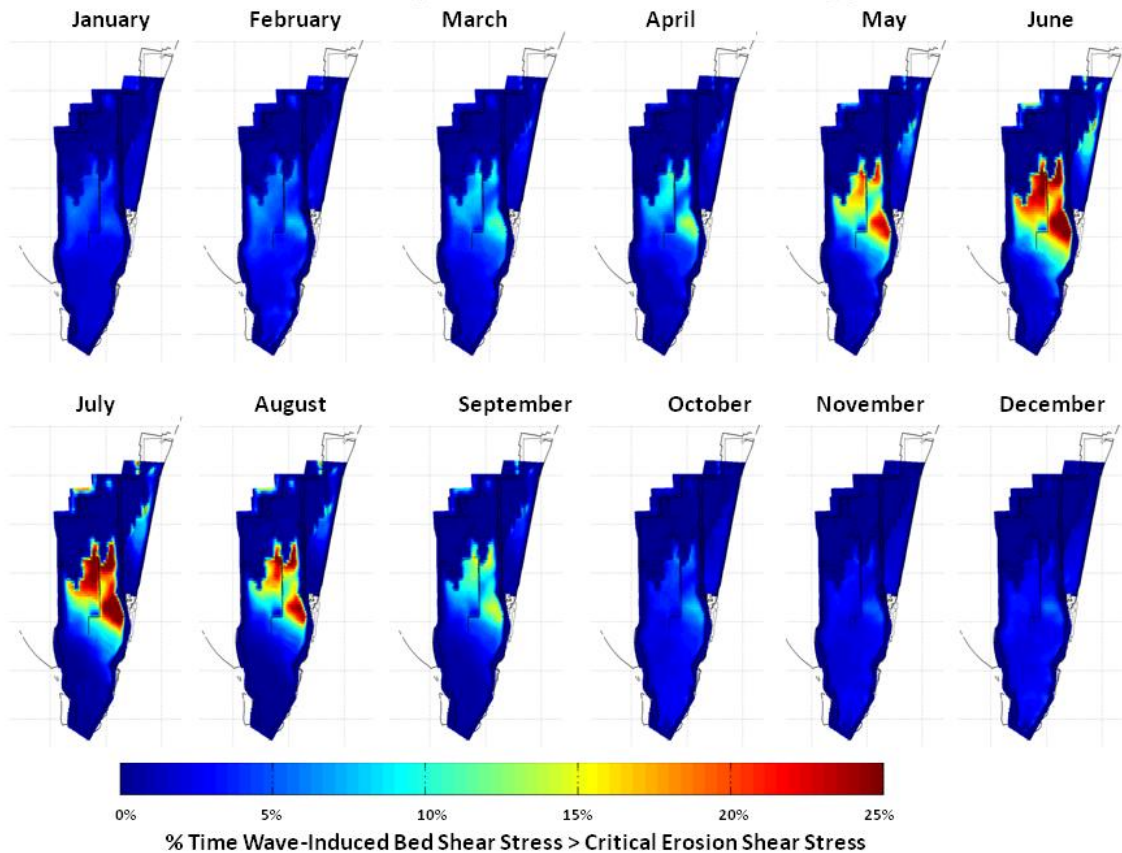 January February March April May June
July August September October November December
0% 5% 10% 15% 20% 25%
% Time Wave-Induced Bed Shear Stress > Critical Erosion Shear Stress